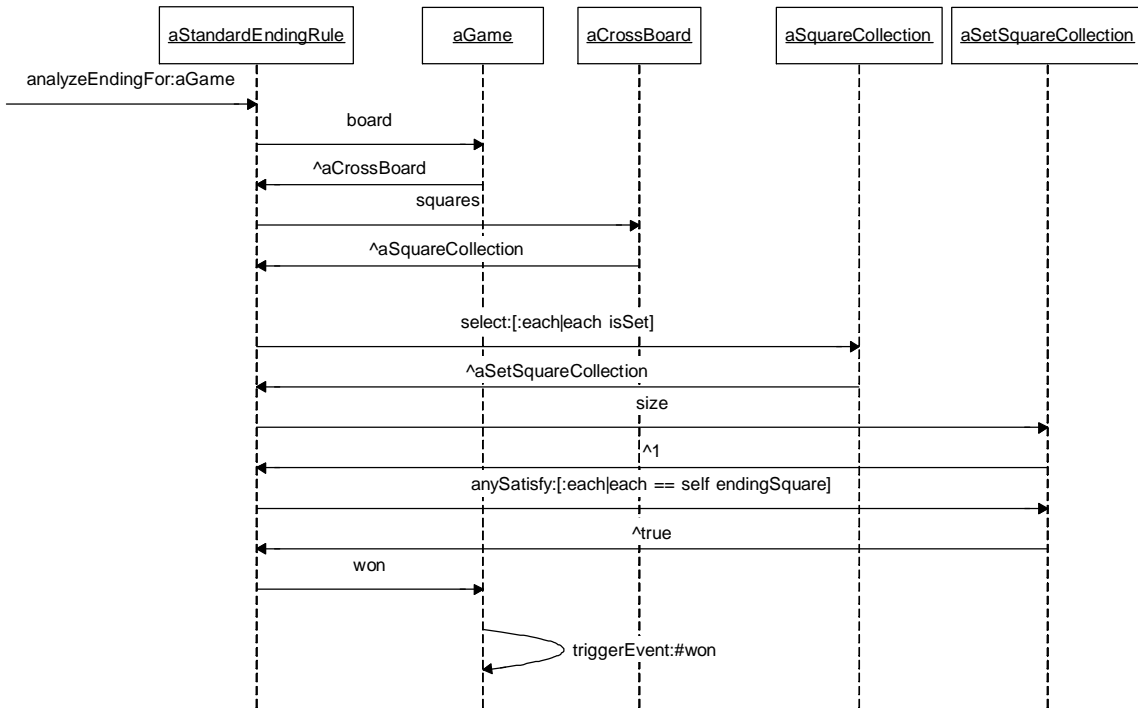 aStandardEndingRule
aGame
aCrossBoard
aSquareCollection
aSetSquareCollection
analyzeEndingFor:aGame
board
^aCrossBoard
squares
^aSquareCollection
select:[:each|each isSet]
^aSetSquareCollection
size
^1
anySatisfy:[:each|each == self endingSquare]
^true
won
triggerEvent:#won